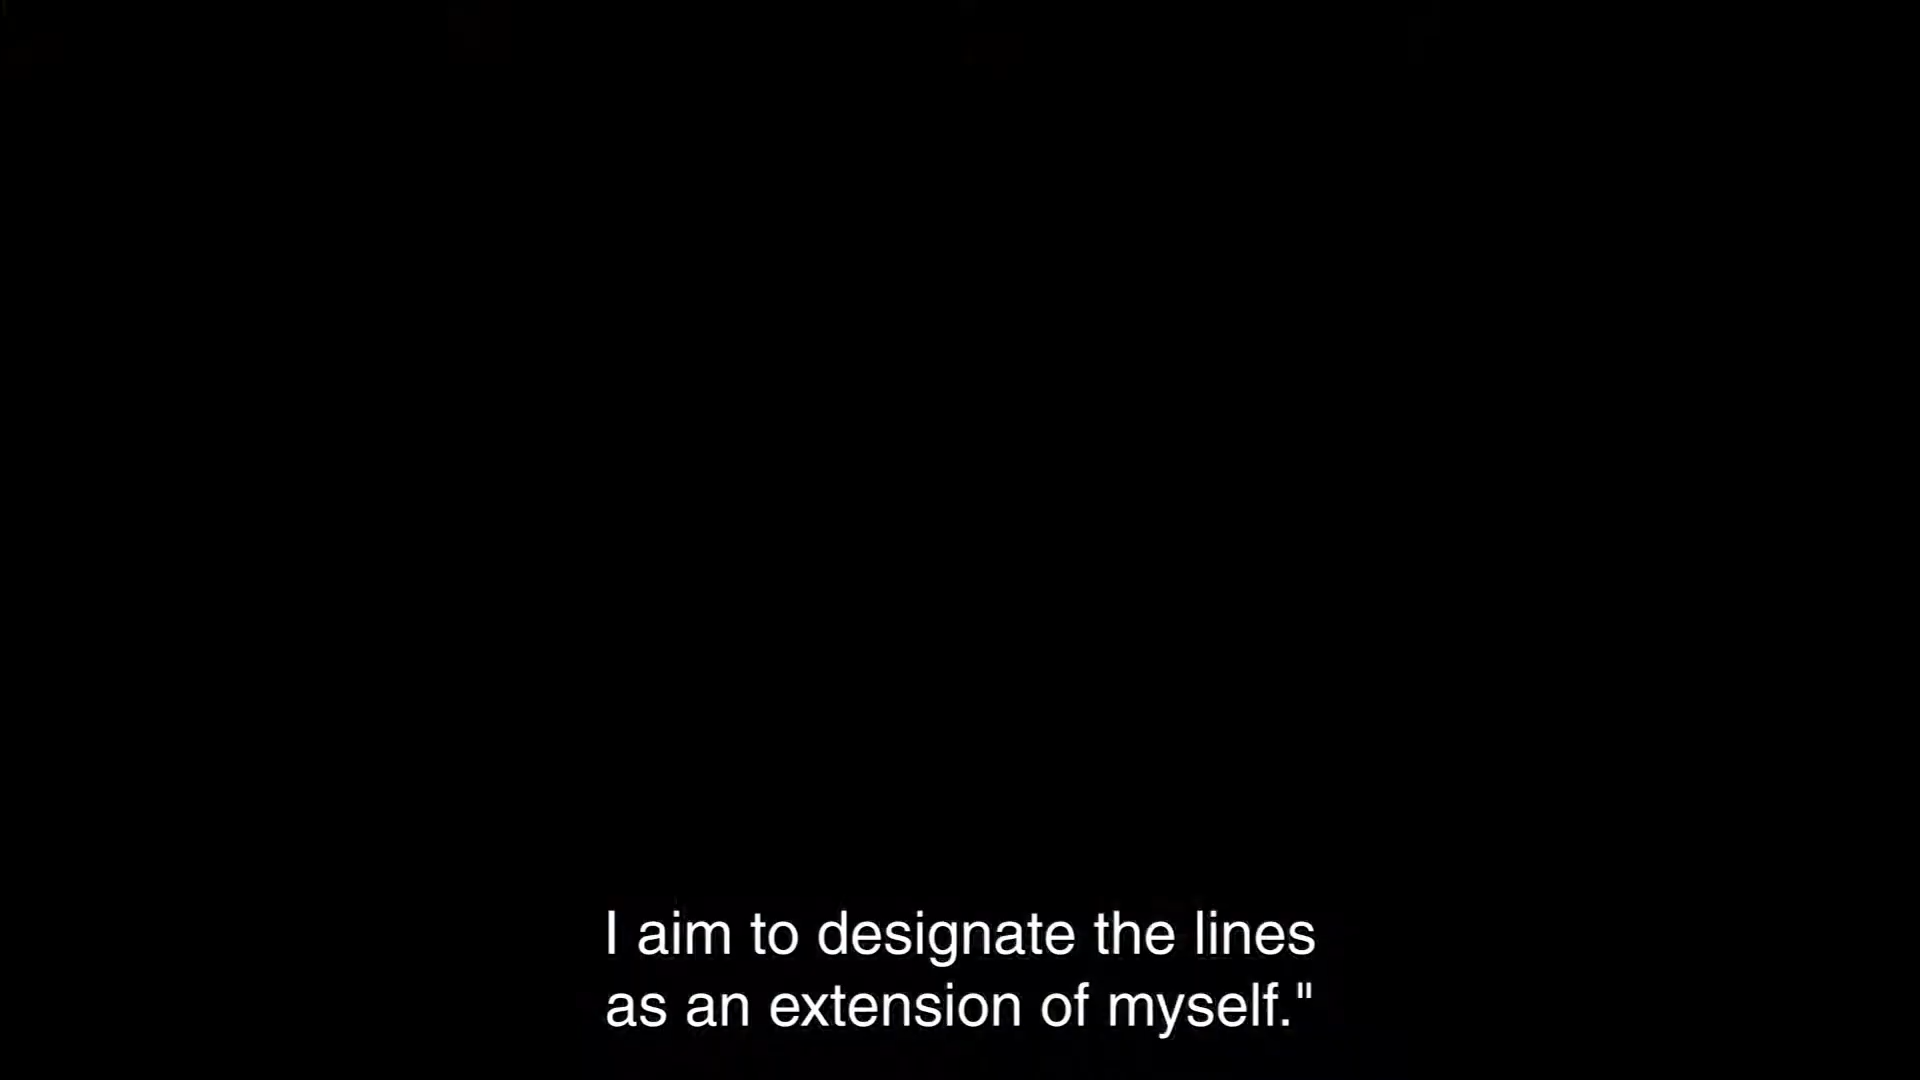 I aim to designate the lines
as an extension of myself."